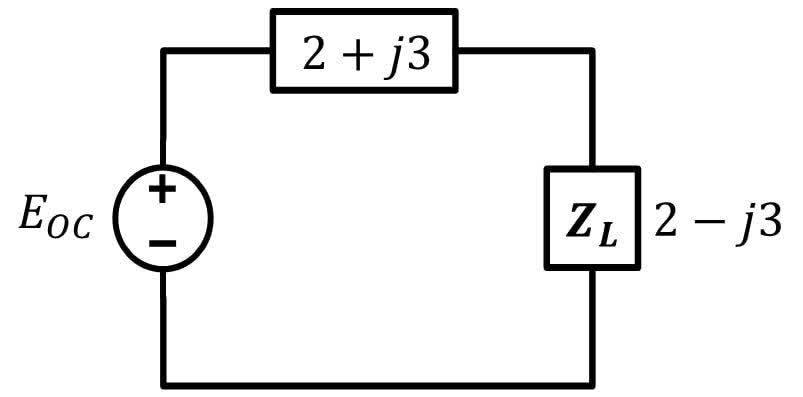 2 + j3
+
E_OC
−
Z_L 2 − j3